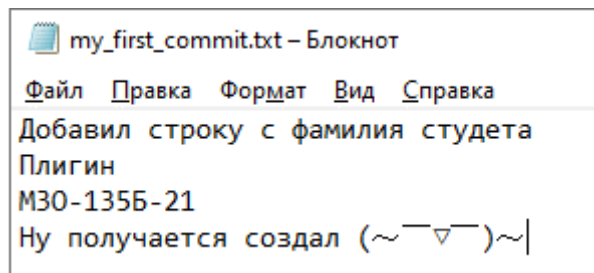 my_first_commit.txt – Блокнот
Файл Правка Формат Вид Справка
Добавил строку с фамилия студета
Плигин
М3О-135Б-21
Ну получается создал (～￣▽￣)～